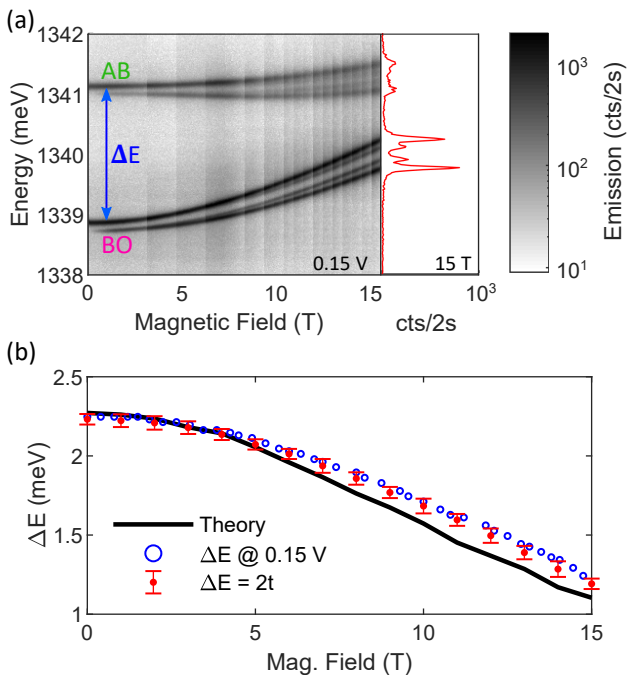 (a)
1342
1341
1340
1339
1338
Energy (meV)
AB
ΔE
BO
0.15 V
15 T
0
5
10
15
10³
Magnetic Field (T)
cts/2s
10³
10²
10¹
Emission (cts/2s)
(b)
2.5
2
1.5
1
ΔE (meV)
Theory
ΔE @ 0.15 V
ΔE = 2t
0
5
10
15
Mag. Field (T)